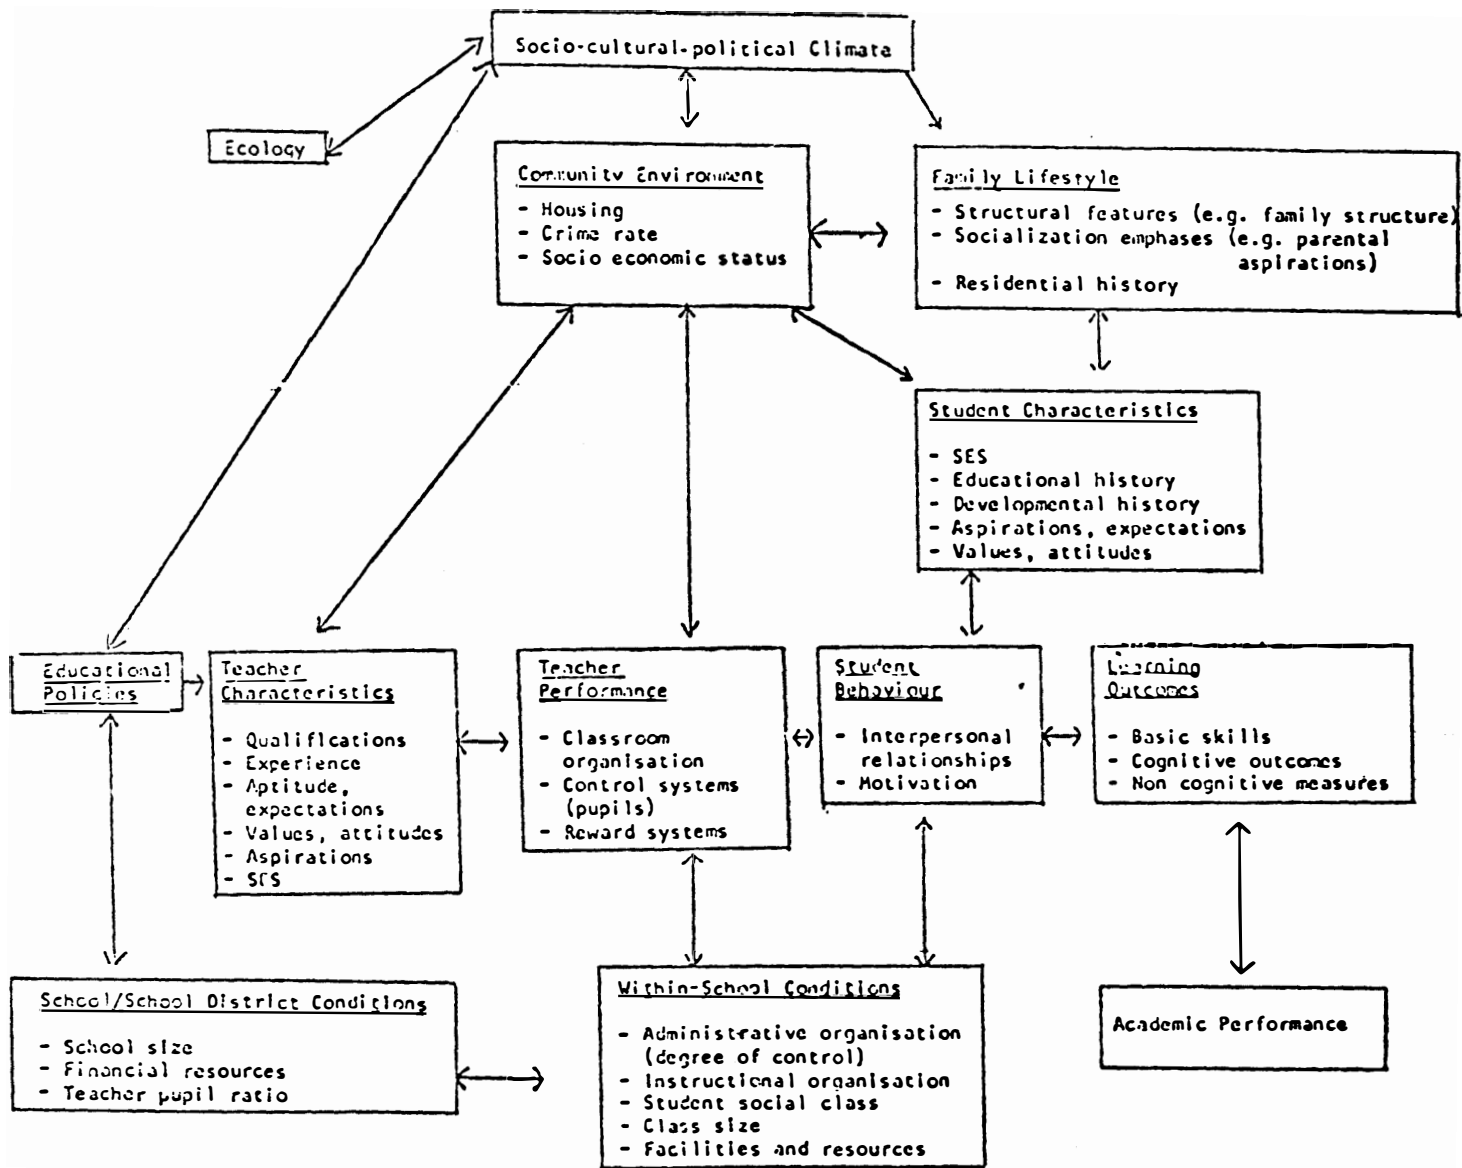 Socio-cultural-political Climate
Ecology
Community Environment
- Housing
- Crime rate
- Socio economic status
Family Lifestyle
- Structural features (e.g. family structure)
- Socialization emphases (e.g. parental
aspirations)
- Residential history
Student Characteristics
- SES
- Educational history
- Developmental history
- Aspirations, expectations
- Values, attitudes
Educational
Policies
Teacher
Characteristics
- Qualifications
- Experience
- Aptitude,
expectations
- Values, attitudes
- Aspirations
- SES
Teacher
Performance
- Classroom
organisation
- Control systems
(pupils)
- Reward systems
Student
Behaviour
- Interpersonal
relationships
- Motivation
Learning
Outcomes
- Basic skills
- Cognitive outcomes
- Non cognitive measures
School/School District Conditions
- School size
- Financial resources
- Teacher pupil ratio
Within-School Conditions
- Administrative organisation
(degree of control)
- Instructional organisation
- Student social class
- Class size
- Facilities and resources
Academic Performance